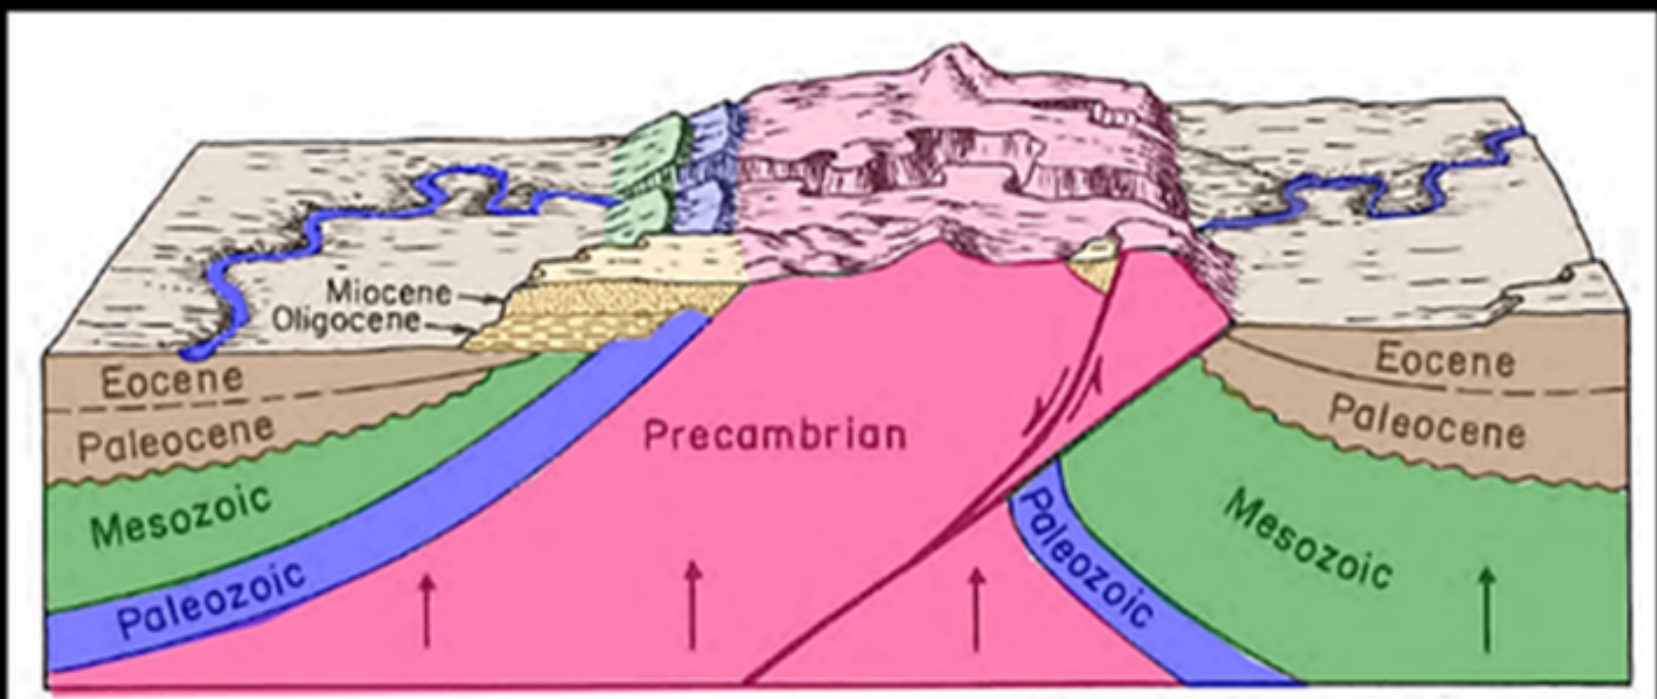 Miocene
Oligocene
Eocene
Paleocene
Mesozoic
Paleozoic
Precambrian
Eocene
Paleocene
Mesozoic
Paleozoic